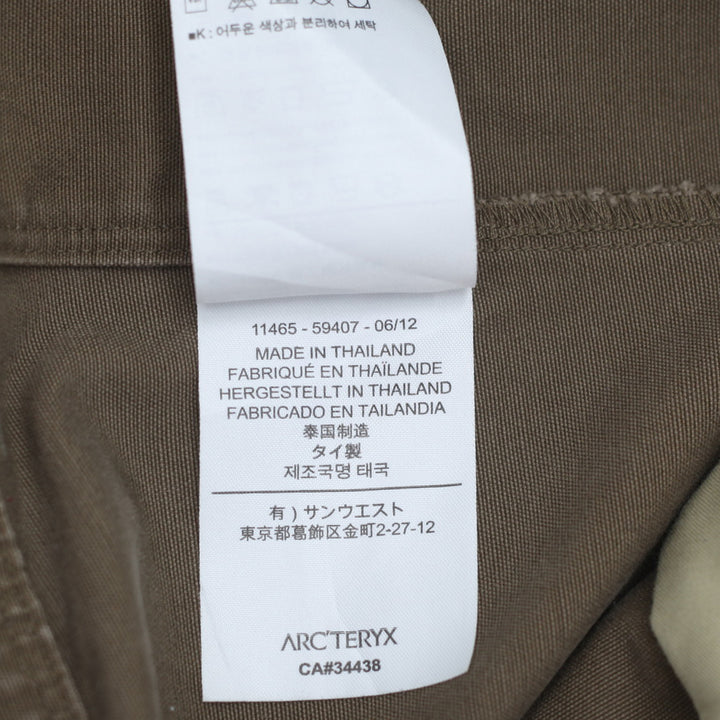 ■K : 어두운 색상과 분리하여 세탁
11465 - 59407 - 06/12
MADE IN THAILAND
FABRIQUÉ EN THAÏLANDE
HERGESTELLT IN THAILAND
FABRICADO EN TAILANDIA
泰国制造
タイ製
제조국명 태국
有 ) サンウエスト
東京都葛飾区金町2-27-12
ARC'TERYX
CA#34438